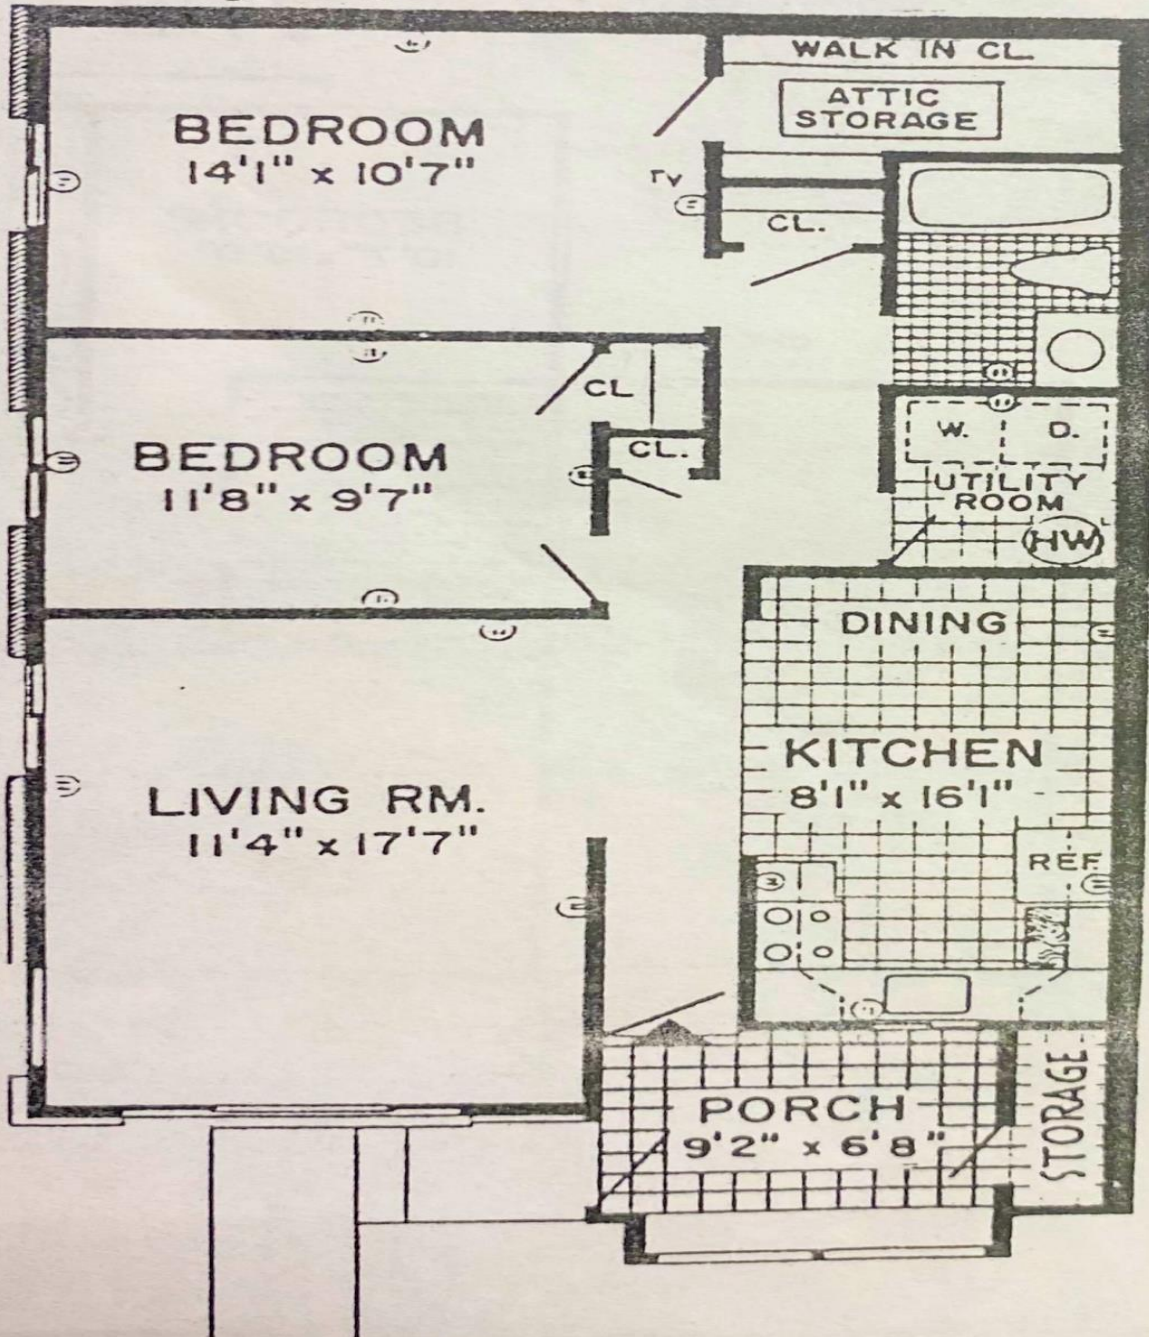 WALK IN CL.
ATTIC
STORAGE
BEDROOM
14'1" x 10'7"
TV
CL.
CL
CL.
BEDROOM
11'8" x 9'7"
W.
D.
UTILITY
ROOM
HW
DINING
KITCHEN
8'1" x 16'1"
LIVING RM.
11'4" x 17'7"
REF.
PORCH
9'2" x 6'8"
STORAGE